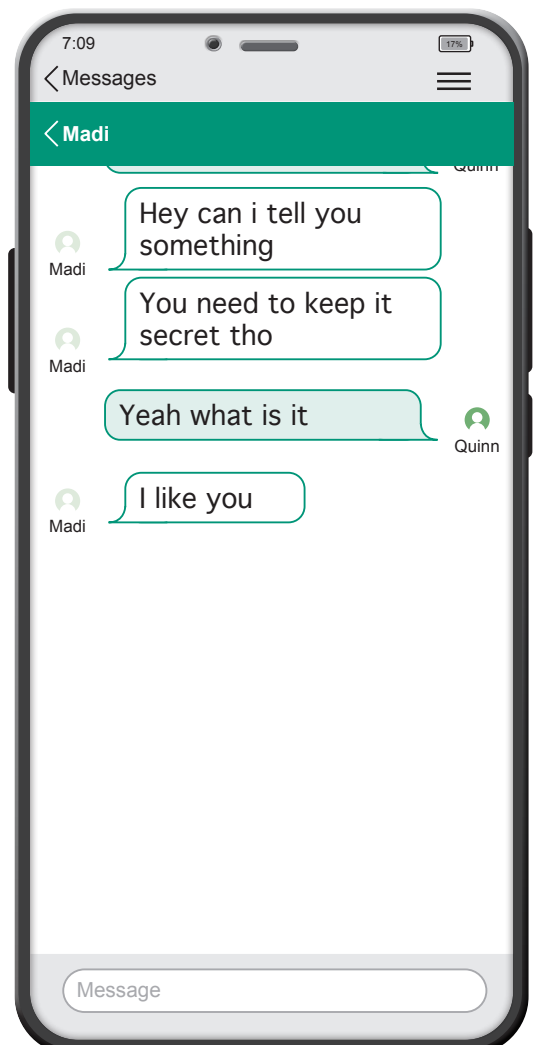 7:09
17%
Messages
Madi
Quinn
Hey can i tell you
something
Madi
You need to keep it
secret tho
Madi
Yeah what is it
Quinn
I like you
Madi
Message